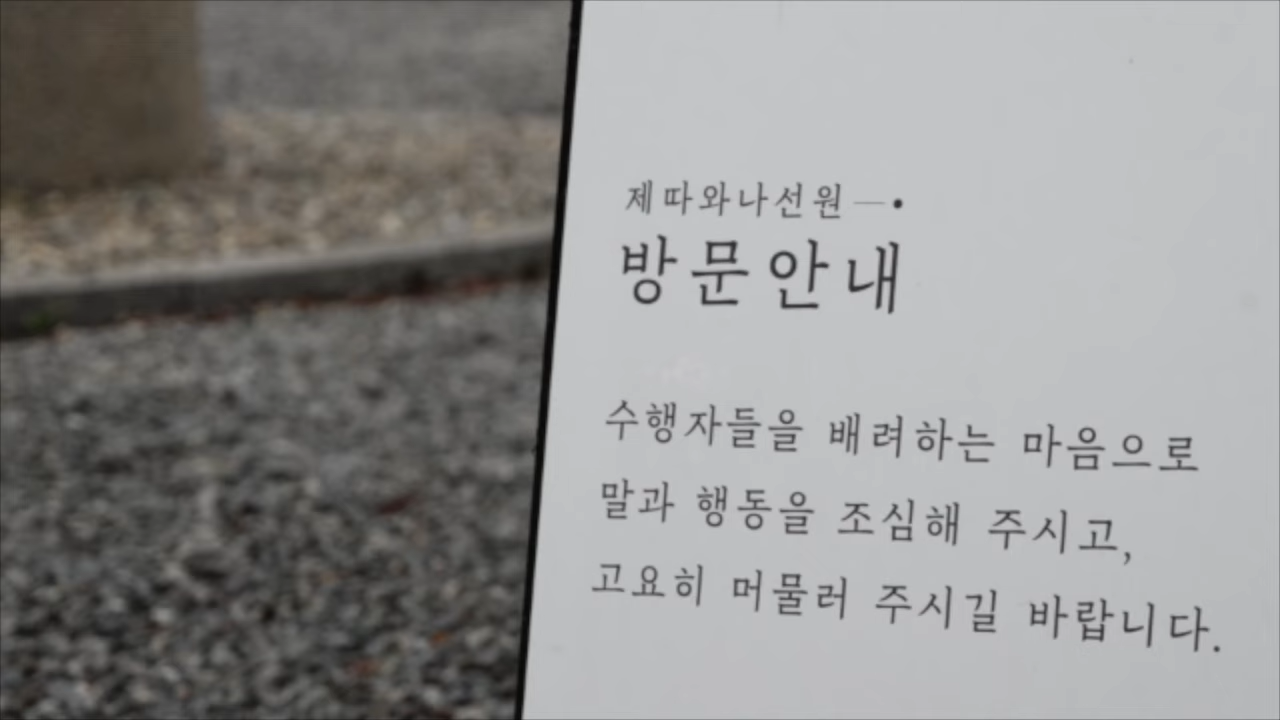 제따와나선원
방문안내
수행자들을 배려하는 마음으로
말과 행동을 조심해 주시고,
고요히 머물러 주시길 바랍니다.